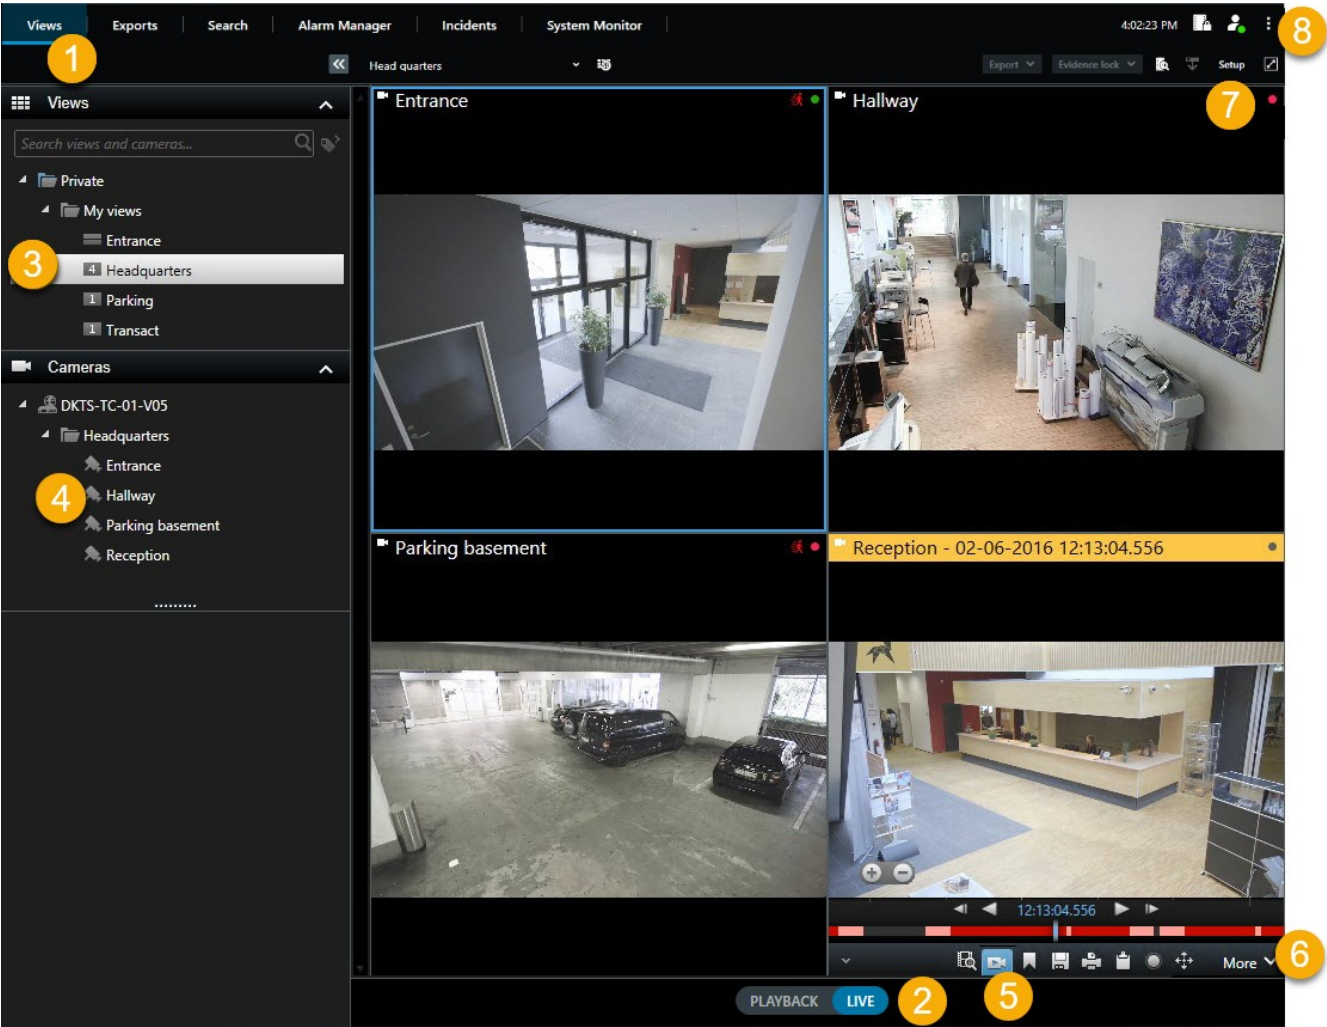 Views Exports Search Alarm Manager Incidents System Monitor 4:02:23 PM 8
1 Head quarters Export Evidence lock Setup
Views
Search views and cameras...
Private
My views
Entrance
3 4 Headquarters
1 Parking
1 Transact
Cameras
DKTS-TC-01-V05
Headquarters
Entrance
4 Hallway
Parking basement
Reception
Entrance
Hallway 7
Parking basement
Reception - 02-06-2016 12:13:04.556
12:13:04.556
More 6
PLAYBACK LIVE 2 5